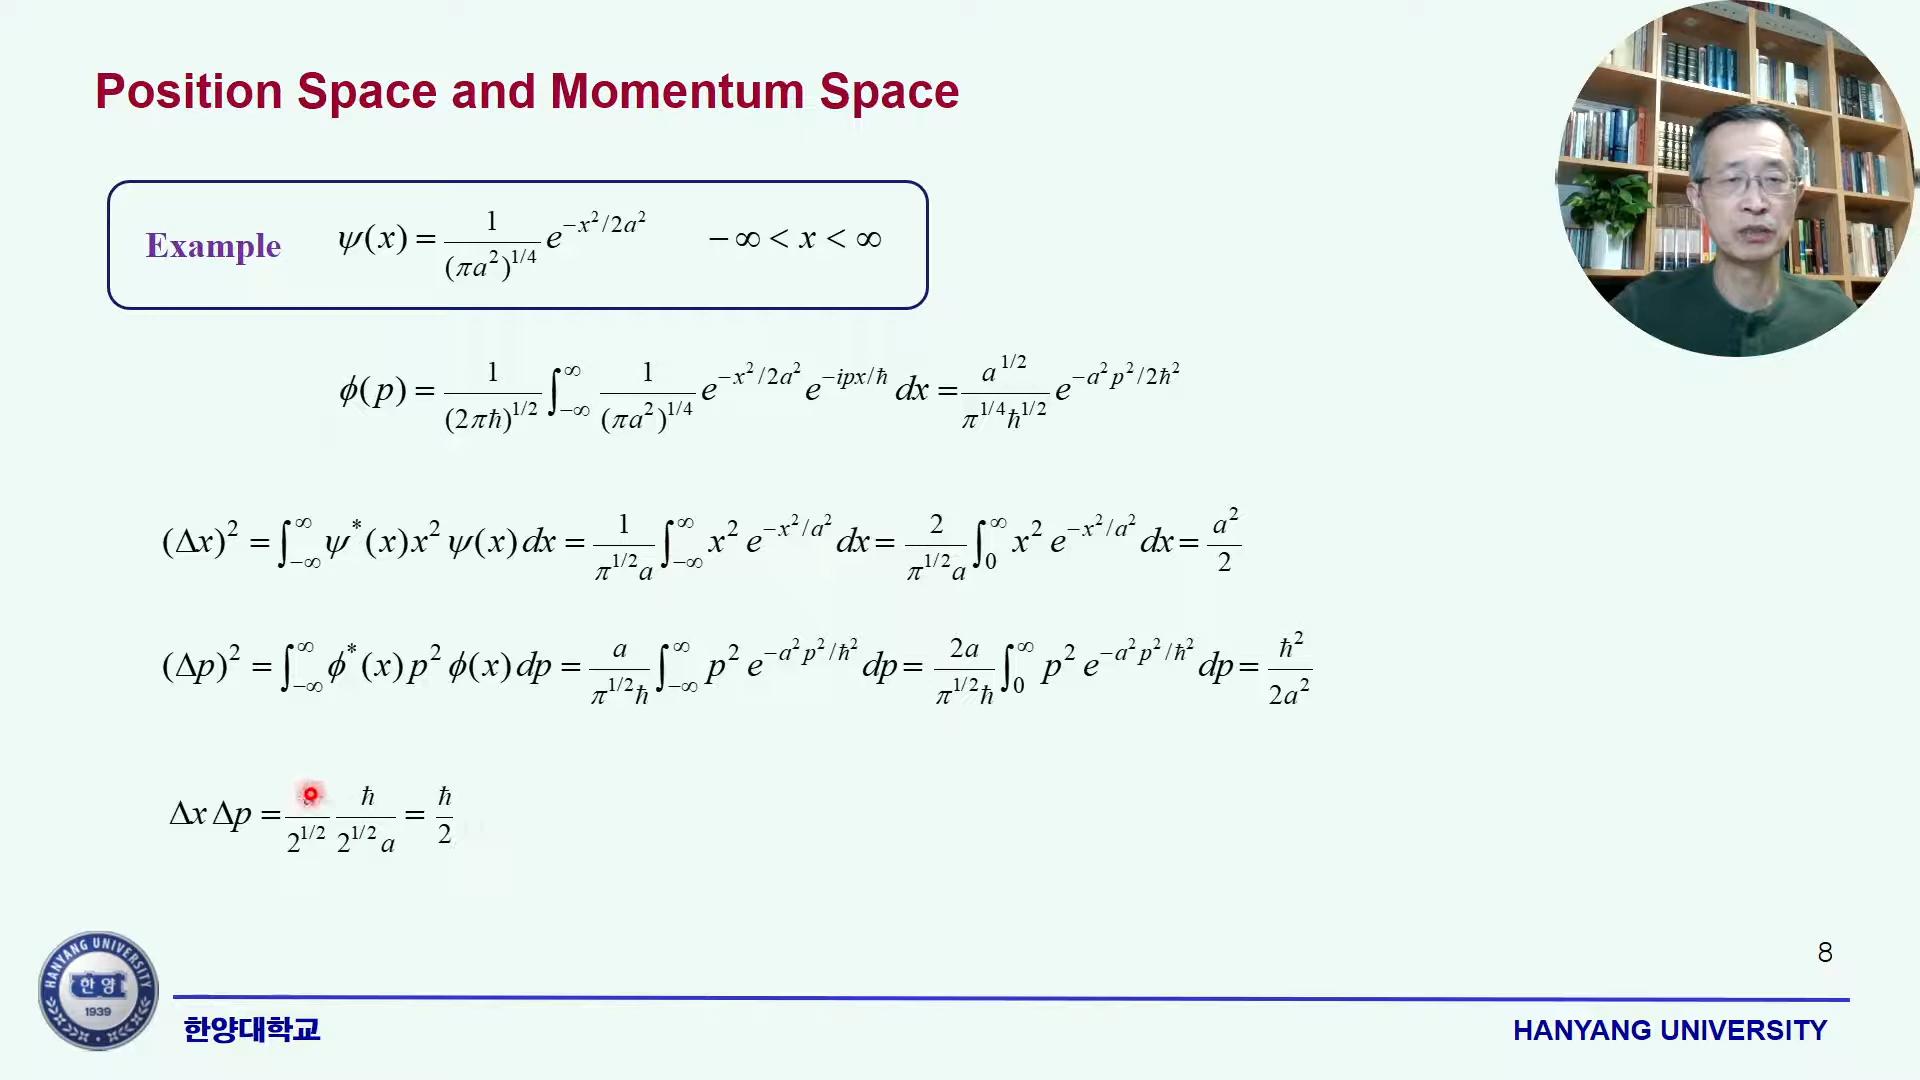 Position Space and Momentum Space
Example ψ(x) = 1/(πa²)^{1/4} e^{−x²/2a²} −∞ < x < ∞
ϕ(p) = 1/(2πħ)^{1/2} ∫_{−∞}^{∞} 1/(πa²)^{1/4} e^{−x²/2a²} e^{−ipx/ħ} dx = a^{1/2}/(π^{1/4}ħ^{1/2}) e^{−a²p²/2ħ²}
(Δx)² = ∫_{−∞}^{∞} ψ*(x)x²ψ(x)dx = 1/(π^{1/2}a) ∫_{−∞}^{∞} x² e^{−x²/a²} dx = 2/(π^{1/2}a) ∫_{0}^{∞} x² e^{−x²/a²} dx = a²/2
(Δp)² = ∫_{−∞}^{∞} ϕ*(x)p²ϕ(x)dp = a/(π^{1/2}ħ) ∫_{−∞}^{∞} p² e^{−a²p²/ħ²} dp = 2a/(π^{1/2}ħ) ∫_{0}^{∞} p² e^{−a²p²/ħ²} dp = ħ²/2a²
Δx Δp = /2^{1/2} ħ/(2^{1/2}a) = ħ/2
8
HANYANG UNIVERSITY
한양
1939
한양대학교
HANYANG UNIVERSITY